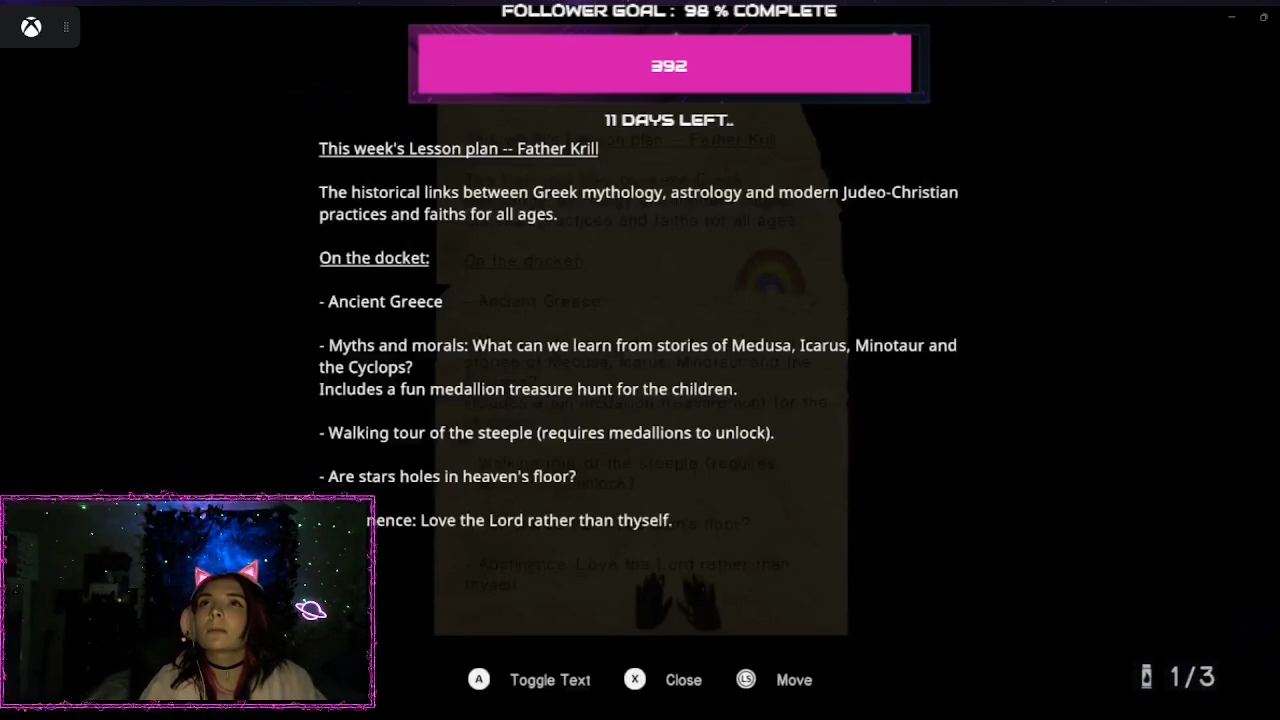 FOLLOWER GOAL : 98 % COMPLETE
392
11 DAYS LEFT..
This week's Lesson plan -- Father Krill
The historical links between Greek mythology, astrology and modern Judeo-Christian
practices and faiths for all ages.
On the docket:
- Ancient Greece
- Myths and morals: What can we learn from stories of Medusa, Icarus, Minotaur and
the Cyclops?
Includes a fun medallion treasure hunt for the children.
- Walking tour of the steeple (requires medallions to unlock).
- Are stars holes in heaven's floor?
nence: Love the Lord rather than thyself.
A Toggle Text X Close LS Move
1/3